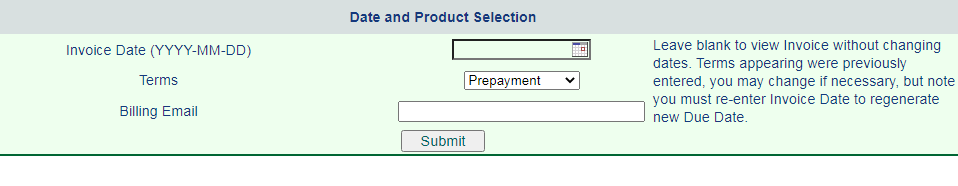 Date and Product Selection
Invoice Date (YYYY-MM-DD)
Leave blank to view Invoice without changing
dates. Terms appearing were previously
entered, you may change if necessary, but note
you must re-enter Invoice Date to regenerate
new Due Date.
Terms
Prepayment
Billing Email
Submit